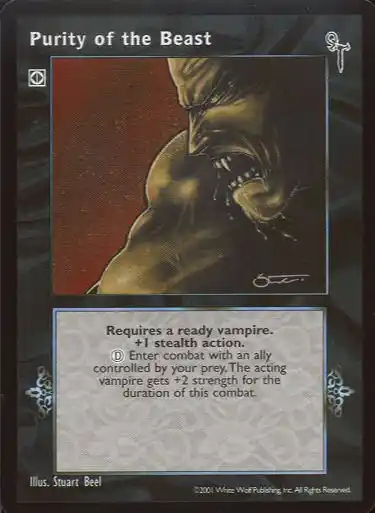 Purity of the Beast
Requires a ready vampire.
+1 stealth action.
Ⓓ Enter combat with an ally
controlled by your prey. The acting
vampire gets +2 strength for the
duration of this combat.
Illus. Stuart Beel
©2001 White Wolf Publishing, Inc. All Rights Reserved.